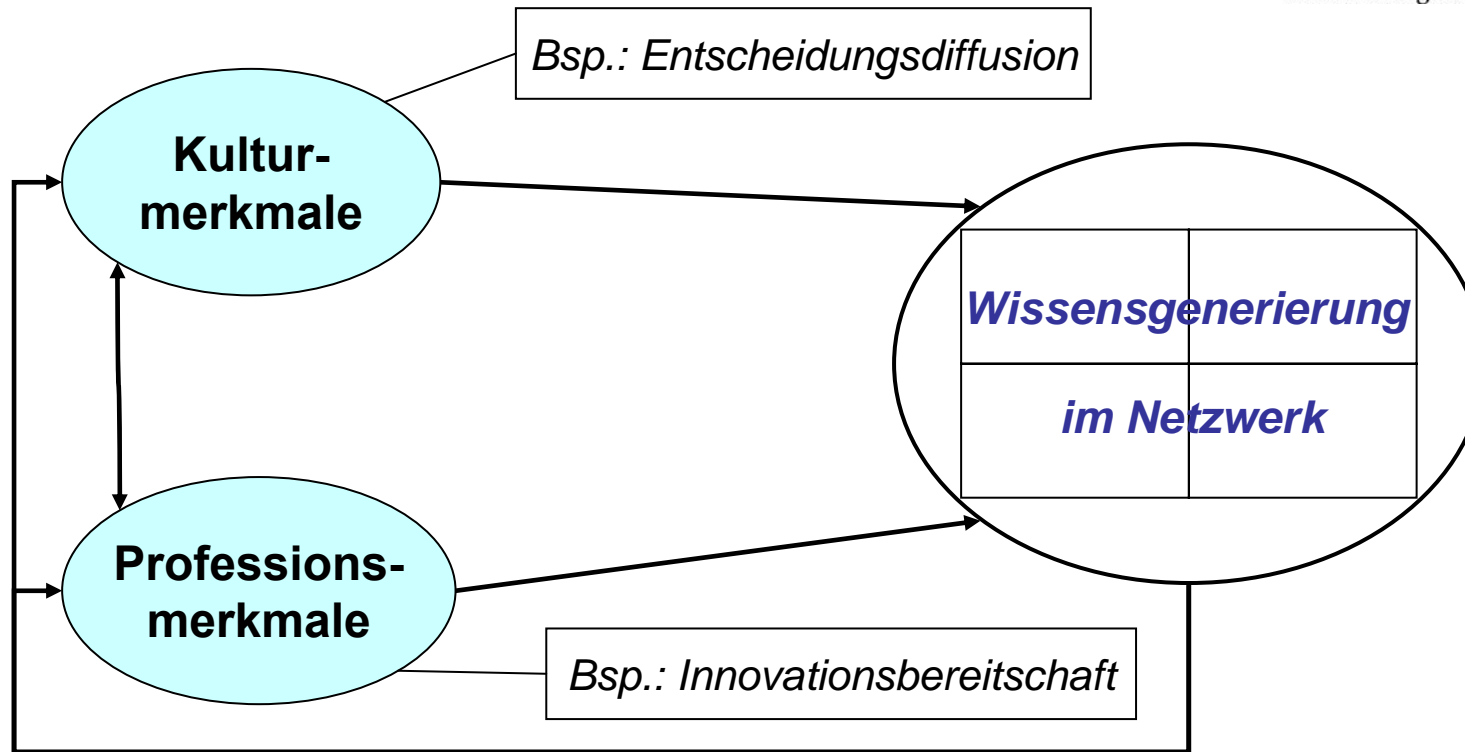 Bsp.: Entscheidungsdiffusion
Kultur-
merkmale
Wissensgenerierung
im Netzwerk
Professions-
merkmale
Bsp.: Innovationsbereitschaft